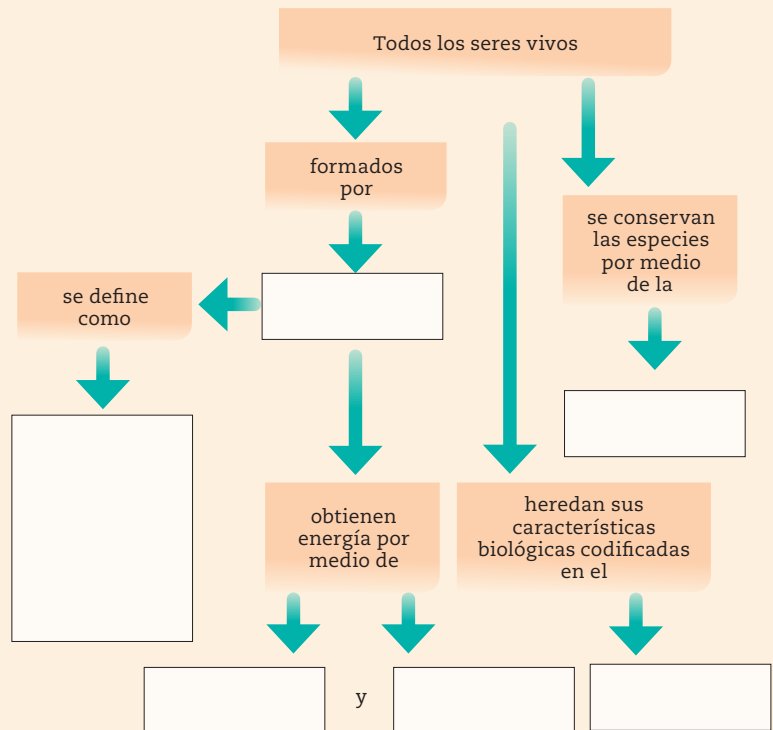 Todos los seres vivos
formados
por
se conservan
las especies
por medio
de la
se define
como
obtienen
energía por
medio de
heredan sus
características
biológicas codificadas
en el
y